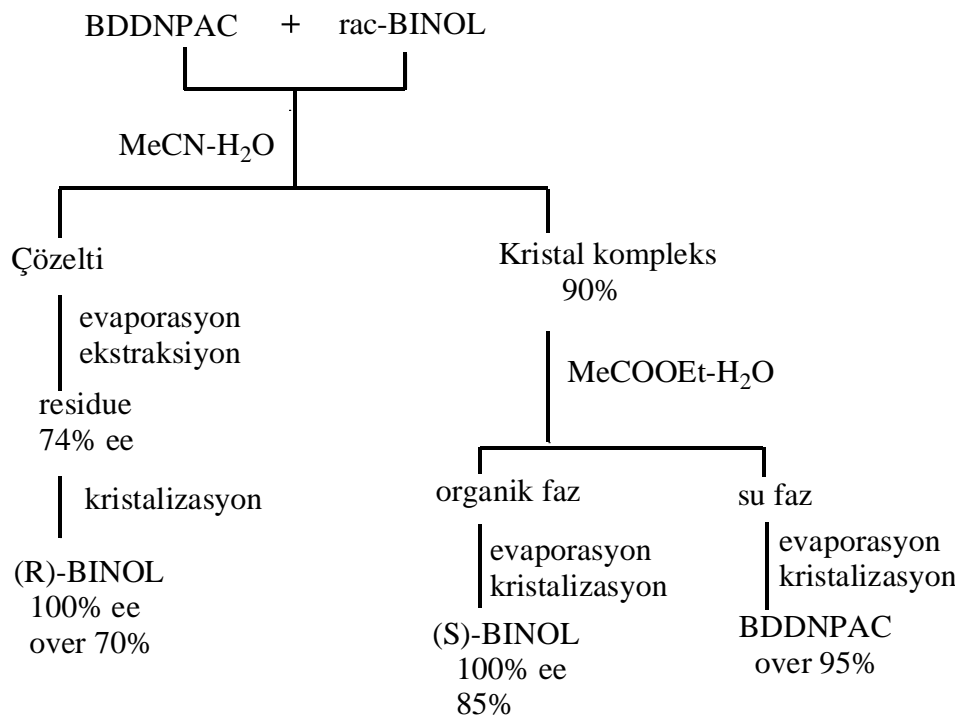 BDDNPAC + rac-BINOL
MeCN-H₂O
Çözelti
evaporasyon
ekstraksiyon
residue
74% ee
kristalizasyon
(R)-BINOL
100% ee
over 70%
Kristal kompleks
90%
MeCOOEt-H₂O
organik faz
evaporasyon
kristalizasyon
(S)-BINOL
100% ee
85%
su faz
evaporasyon
kristalizasyon
BDDNPAC
over 95%